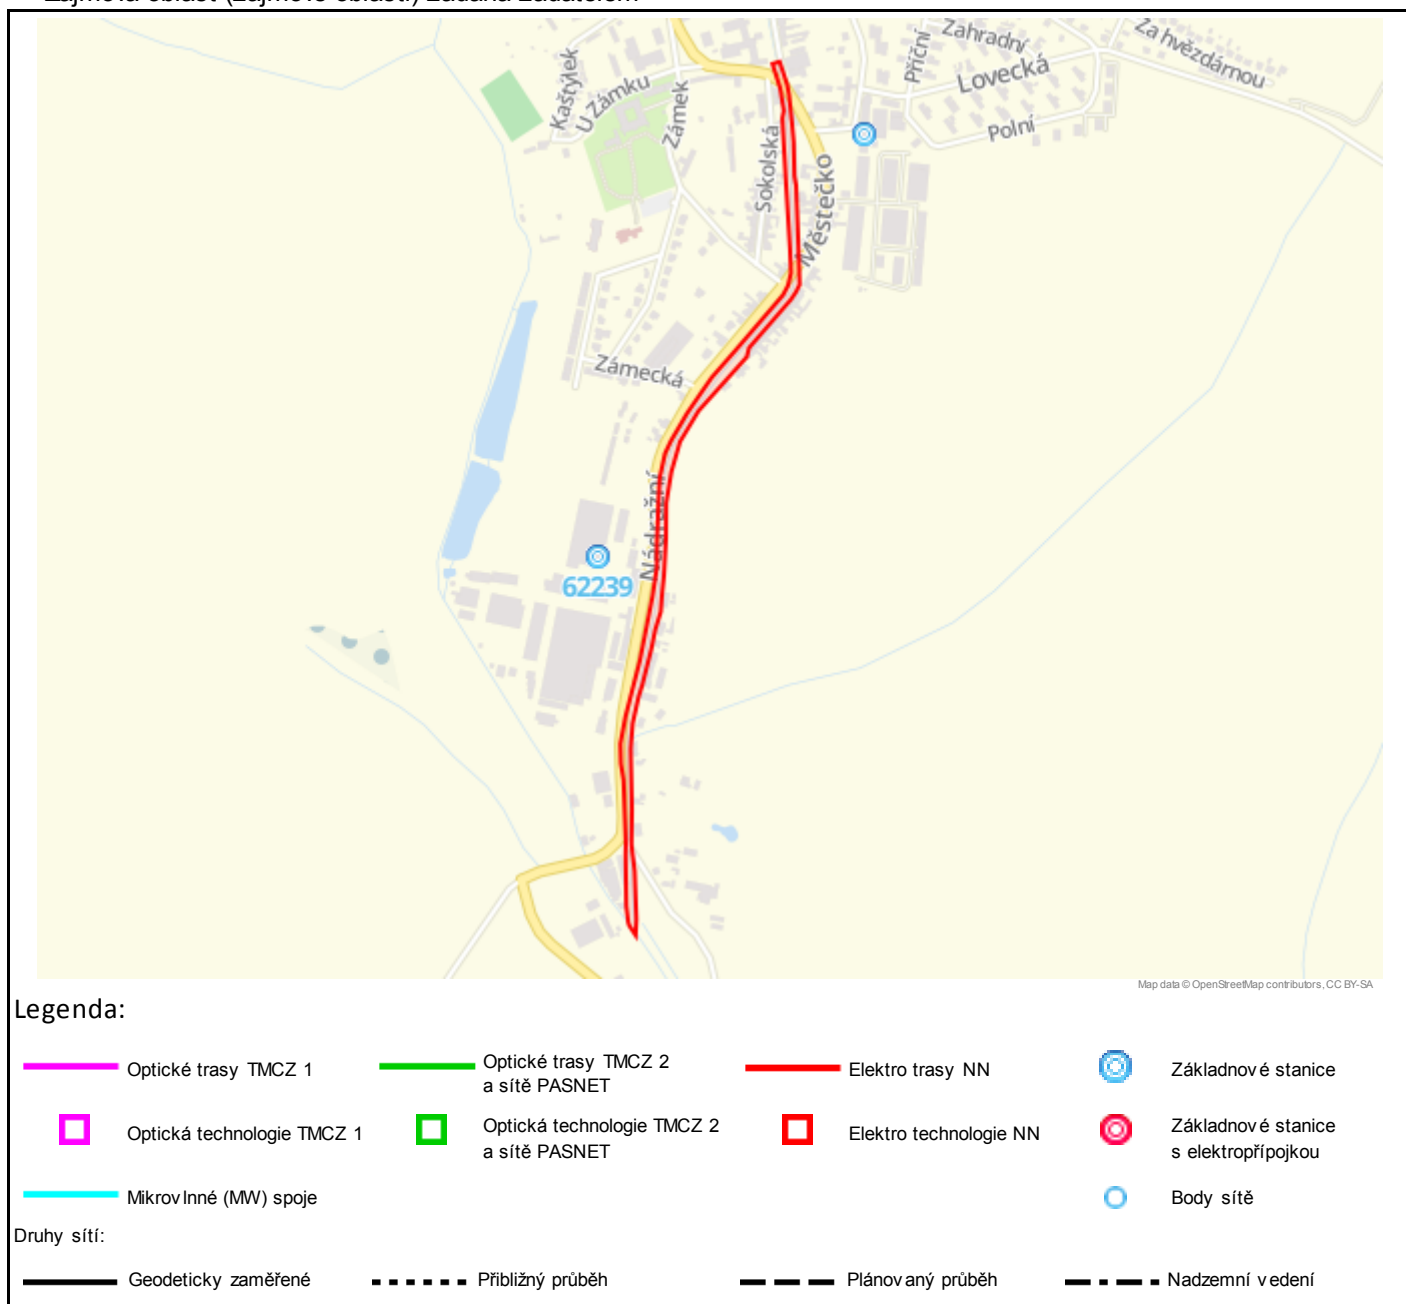 Zájmová oblast (zájmové oblasti) zadaná žadatelem
Kaštýlek
U Zámku
Zámek
Sokolská
Městečko
Příční
Zahradní
Lovecká
Polní
Za hvězdárnou
Zámecká
Nádražní
62239
Map data © OpenStreetMap contributors, CC BY-SA
Legenda:
Optické trasy TMCZ 1
Optické trasy TMCZ 2
a sítě PASNET
Elektro trasy NN
Základnové stanice
Optická technologie TMCZ 1
Optická technologie TMCZ 2
a sítě PASNET
Elektro technologie NN
Základnové stanice
s elektropřípojkou
Mikrovlnné (MW) spoje
Body sítě
Druhy sítí:
Geodeticky zaměřené
Přibližný průběh
Plánovaný průběh
Nadzemní vedení